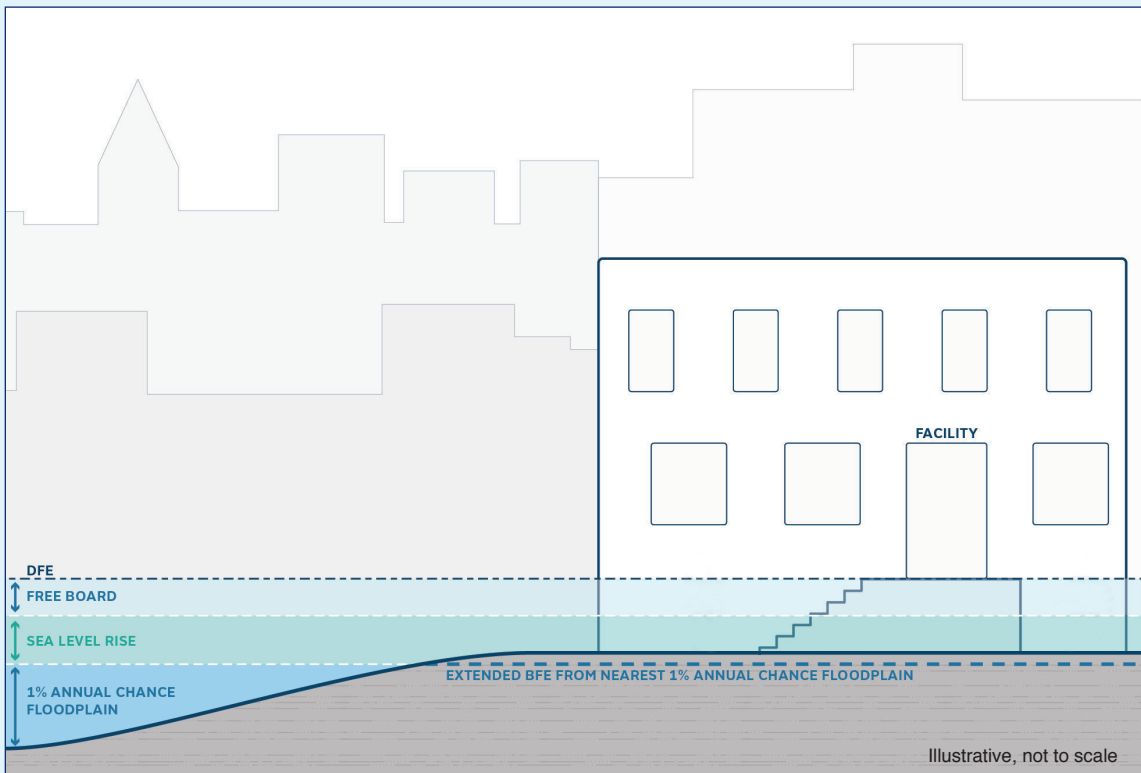 FACILITY
DFE
FREE BOARD
SEA LEVEL RISE
1% ANNUAL CHANCE
FLOODPLAIN
EXTENDED BFE FROM NEAREST 1% ANNUAL CHANCE FLOODPLAIN
Illustrative, not to scale